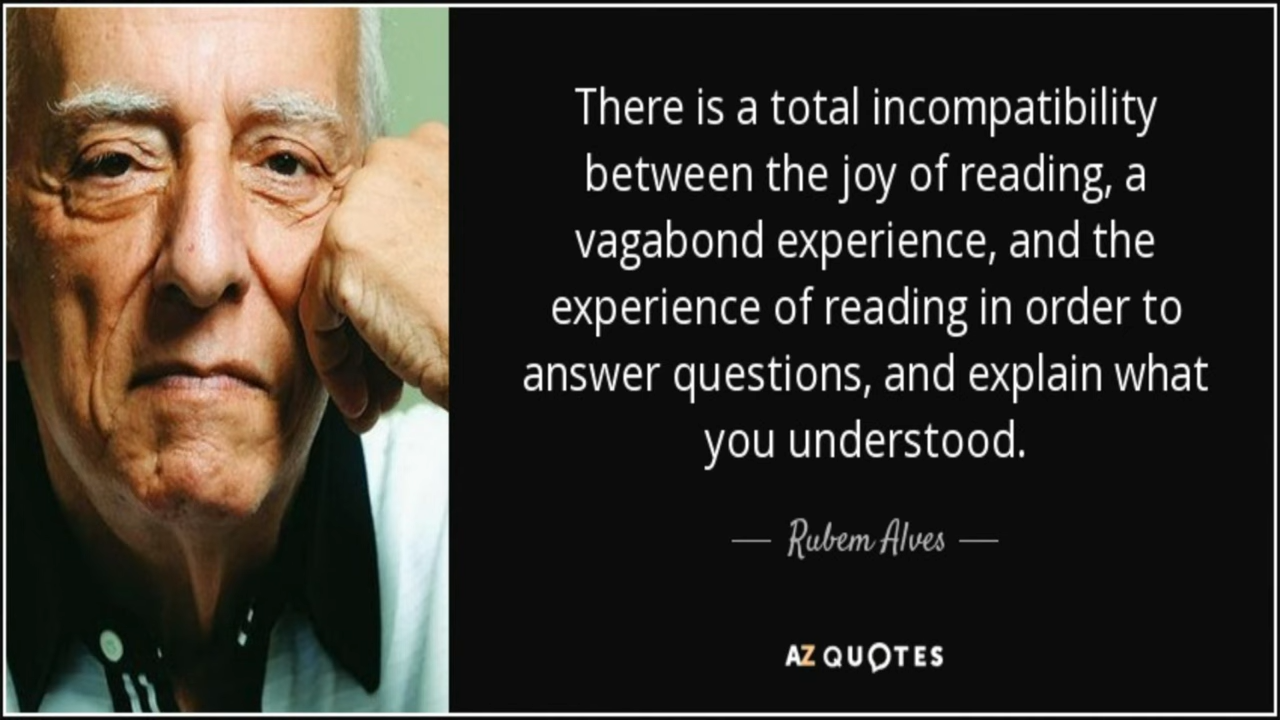 There is a total incompatibility
between the joy of reading, a
vagabond experience, and the
experience of reading in order to
answer questions, and explain what
you understood.
— Rubem Alves —
AZ QUOTES